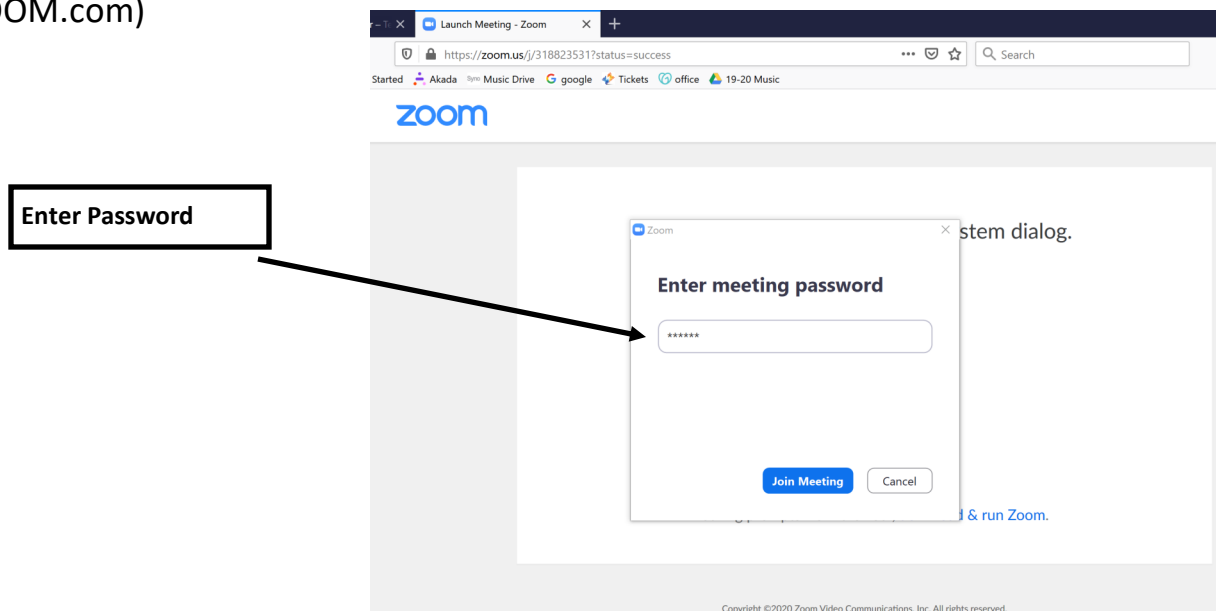 OOM.com)
Launch Meeting - Zoom
https://zoom.us/j/318823531?status=success
Search
Started Akada Music Drive google Tickets office 19-20 Music
zoom
Enter Password
Zoom
stem dialog.
Enter meeting password
******
Join Meeting Cancel
& run Zoom.
Copyright ©2020 Zoom Video Communications, Inc. All rights reserved.